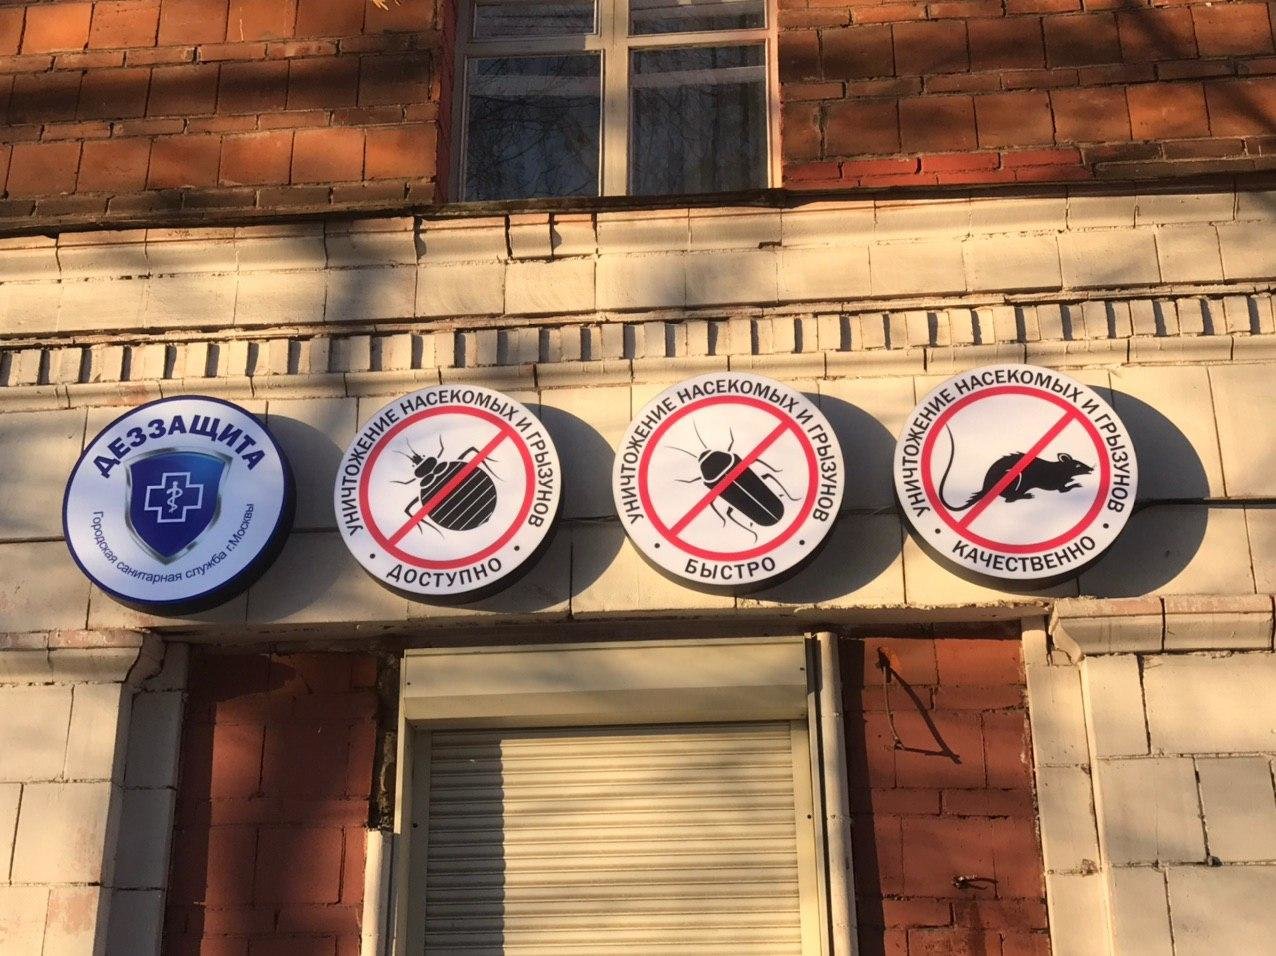 ДЕЗЗАЩИТА
Городская санитарная служба г.Москвы
УНИЧТОЖЕНИЕ НАСЕКОМЫХ И ГРЫЗУНОВ
• ДОСТУПНО •
УНИЧТОЖЕНИЕ НАСЕКОМЫХ И ГРЫЗУНОВ
• БЫСТРО •
УНИЧТОЖЕНИЕ НАСЕКОМЫХ И ГРЫЗУНОВ
• КАЧЕСТВЕННО •